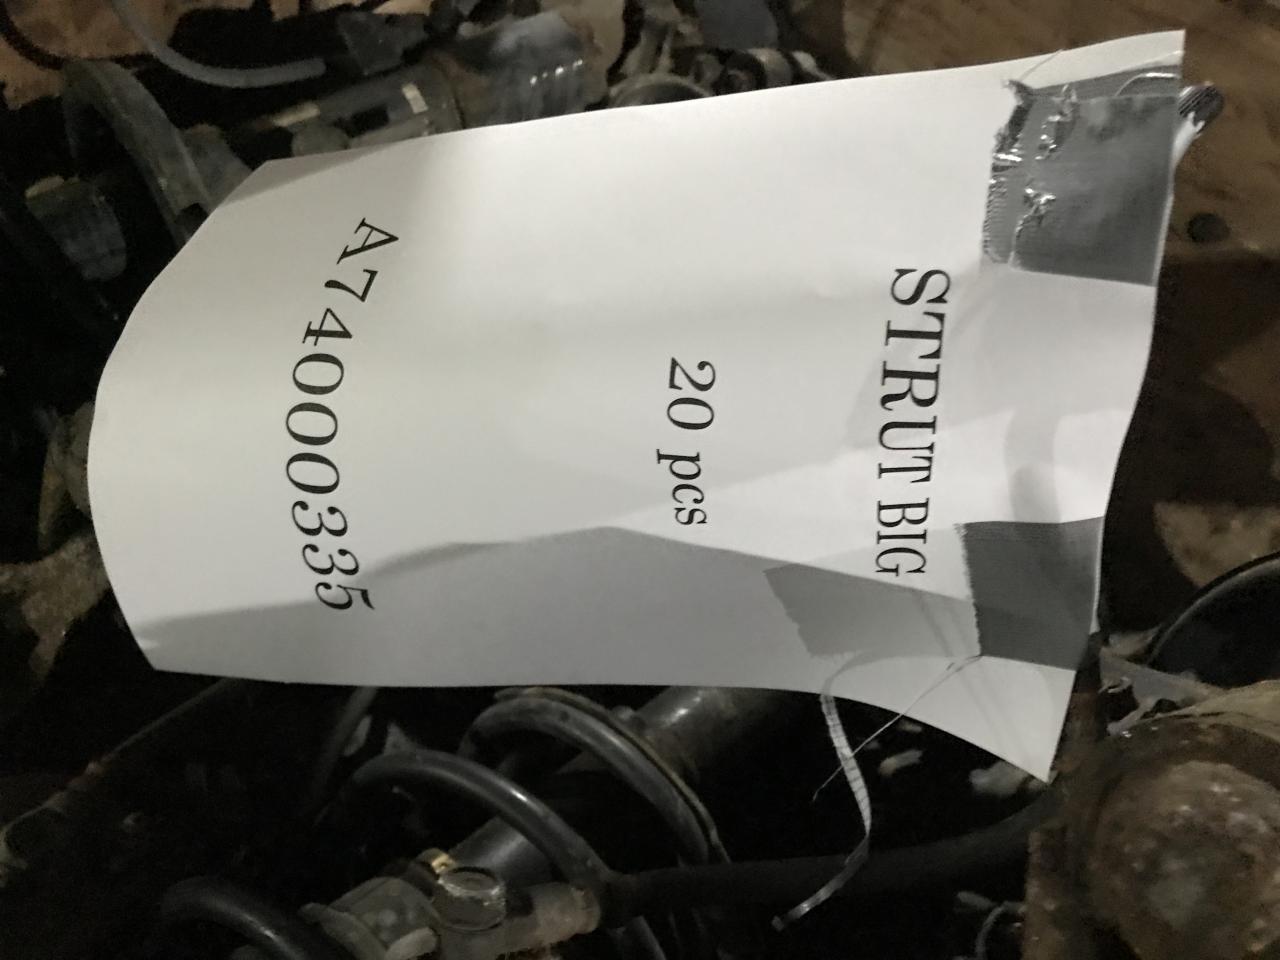 STRUT BIG
20 pcs
A74000335